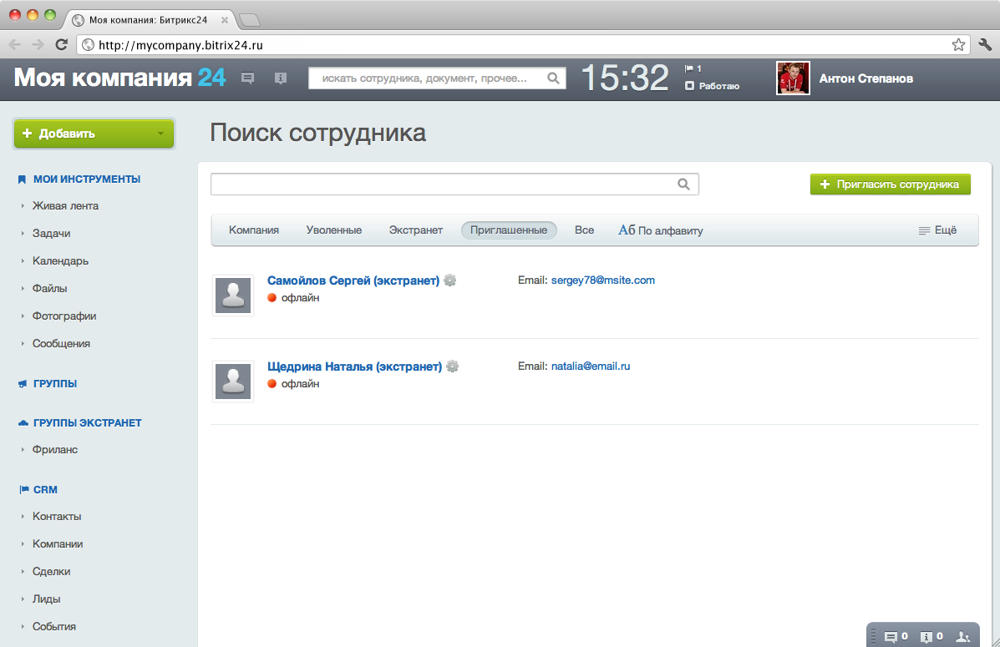 Моя компания: Битрикс24
http://mycompany.bitrix24.ru
Моя компания 24
искать сотрудника, документ, прочее...
15:32
1
Работаю
Антон Степанов
Добавить
Поиск сотрудника
МОИ ИНСТРУМЕНТЫ
Живая лента
Задачи
Календарь
Файлы
Фотографии
Сообщения
ГРУППЫ
ГРУППЫ ЭКСТРАНЕТ
Фриланс
CRM
Контакты
Компании
Сделки
Лиды
События
Пригласить сотрудника
Компания Уволенные Экстранет Приглашенные Все Аб По алфавиту Ещё
Самойлов Сергей (экстранет) Email: sergey78@msite.com
офлайн
Щедрина Наталья (экстранет) Email: natalia@email.ru
офлайн
0 0